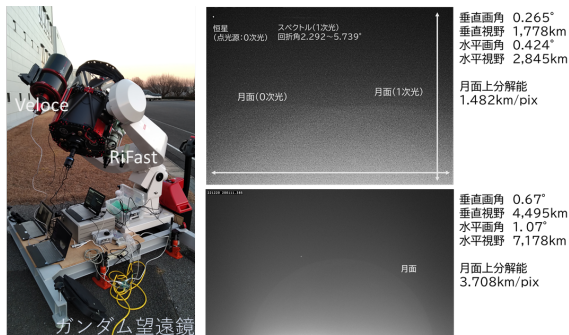 Veloce
RiFast
ガンダム望遠鏡
恒星
(点光源:0次光)
スペクトル(1次光)
回折角2.292~5.739°
月面(0次光)
月面(1次光)
垂直画角 0.265°
垂直視野 1,778km
水平画角 0.424°
水平視野 2,845km
月面上分解能
1.482km/pix
月面
垂直画角 0.67°
垂直視野 4,495km
水平画角 1.07°
水平視野 7,178km
月面上分解能
3.708km/pix